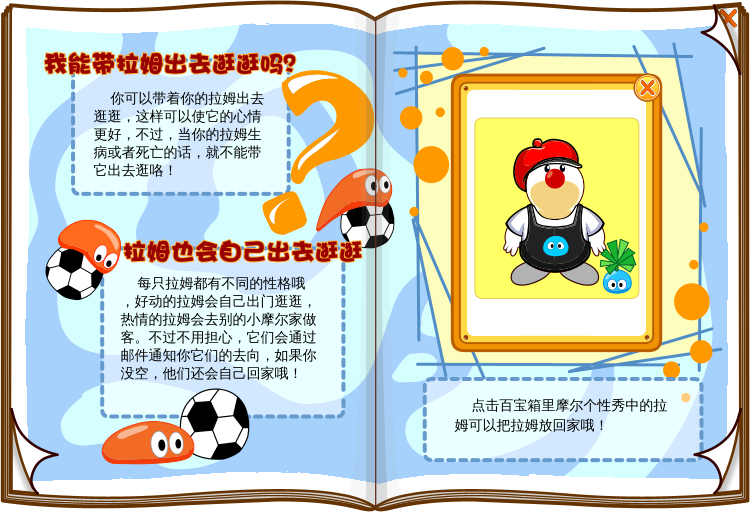 我能带拉姆出去逛逛吗?
你可以带着你的拉姆出去
逛逛，这样可以使它的心情
更好，不过，当你的拉姆生
病或者死亡的话，就不能带
它出去逛咯！
拉姆也会自己出去逛逛
每只拉姆都有不同的性格哦
，好动的拉姆会自己出门逛逛，
热情的拉姆会去别的小摩尔家做
客。不过不用担心，它们会通过
邮件通知你它们的去向，如果你
没空，他们还会自己回家哦！
点击百宝箱里摩尔个性秀中的拉
姆可以把拉姆放回家哦！